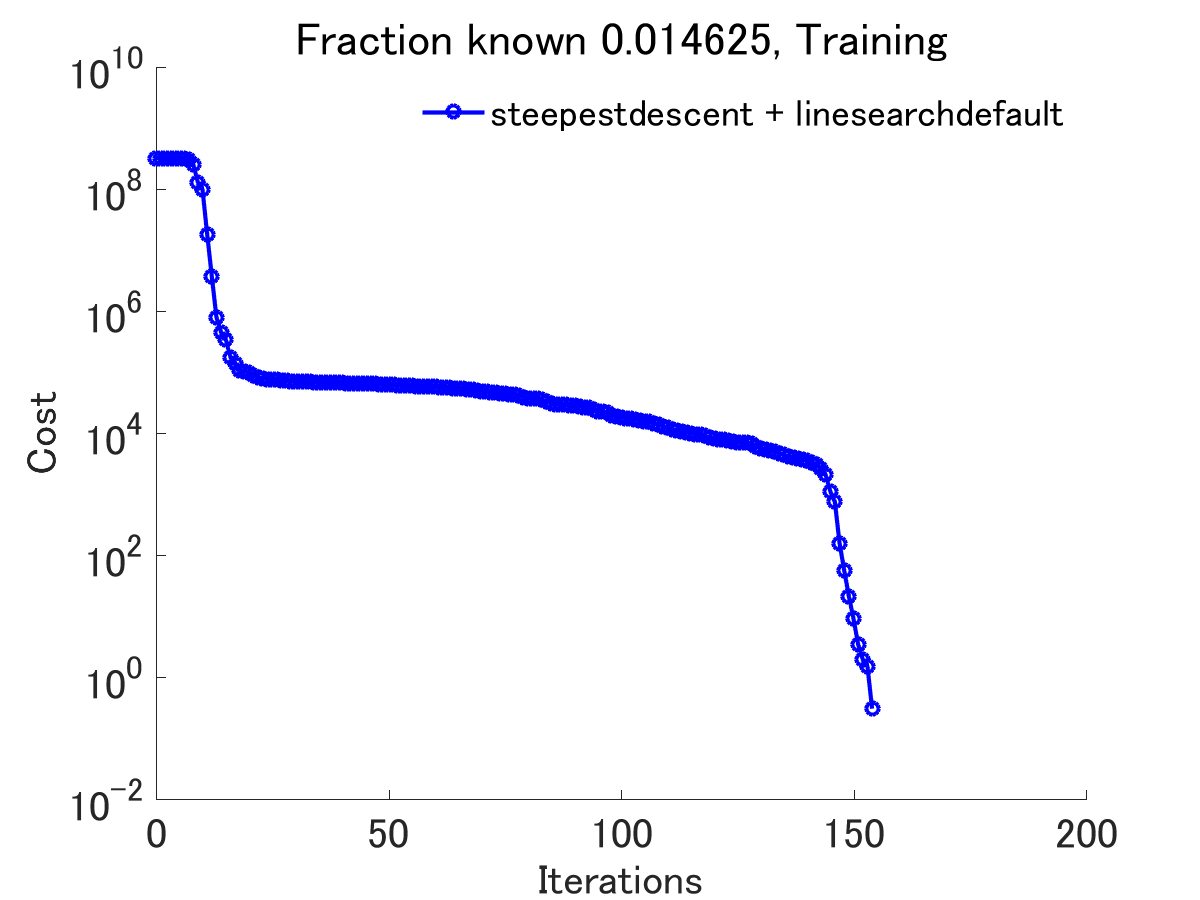 Fraction known 0.014625, Training
steepestdescent + linesearchdefault
Cost
10^10
10^8
10^6
10^4
10^2
10^0
10^-2
0 50 100 150 200
Iterations